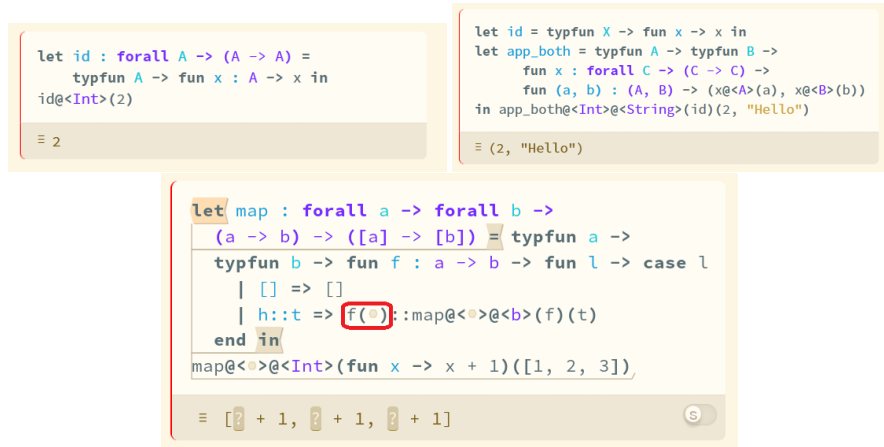 let id : forall A -> (A -> A) =
typfun A -> fun x : A -> x in
id@<Int>(2)
≡ 2
let id = typfun X -> fun x -> x in
let app_both = typfun A -> typfun B ->
fun x : forall C -> (C -> C) ->
fun (a, b) : (A, B) -> (x@<A>(a), x@<B>(b))
in app_both@<Int>@<String>(id)(2, "Hello")
≡ (2, "Hello")
let map : forall a -> forall b ->
(a -> b) -> ([a] -> [b]) = typfun a ->
typfun b -> fun f : a -> b -> fun l -> case l
| [] => []
| h::t => f( )::map@< >@<b>(f)(t)
end in
map@< >@<Int>(fun x -> x + 1)([1, 2, 3])
≡ [? + 1, ? + 1, ? + 1]
s